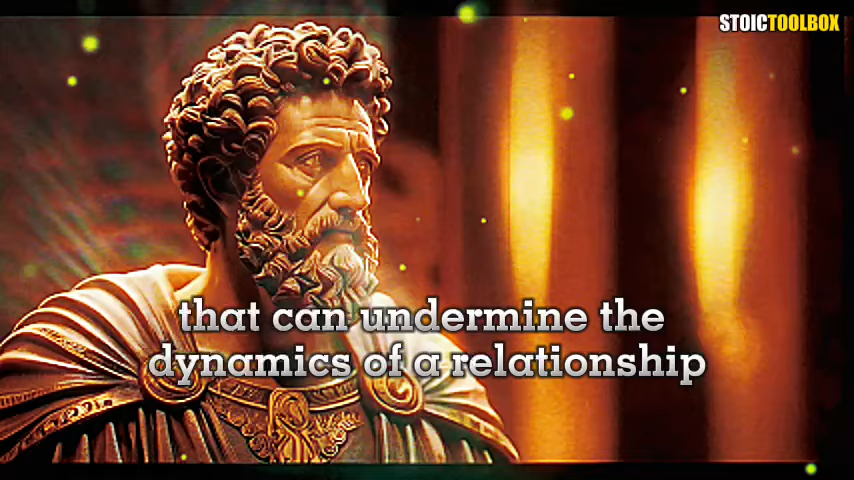 STOICTOOLBOX
that can undermine the
dynamics of a relationship